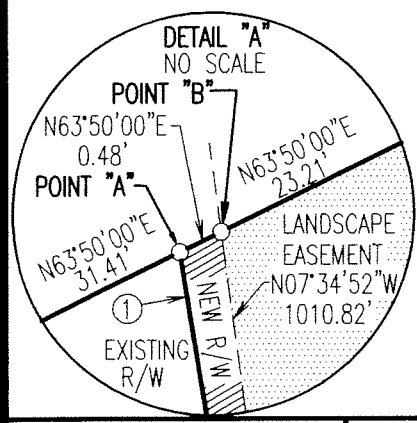 DETAIL "A"
NO SCALE
POINT "B"
N63°50'00"E
0.48'
POINT "A"
N63°50'00"E
23.21'
N63°50'00"E
31.41'
LANDSCAPE
EASEMENT
N07°34'52"W
1010.82'
1
NEW R/W
EXISTING
R/W